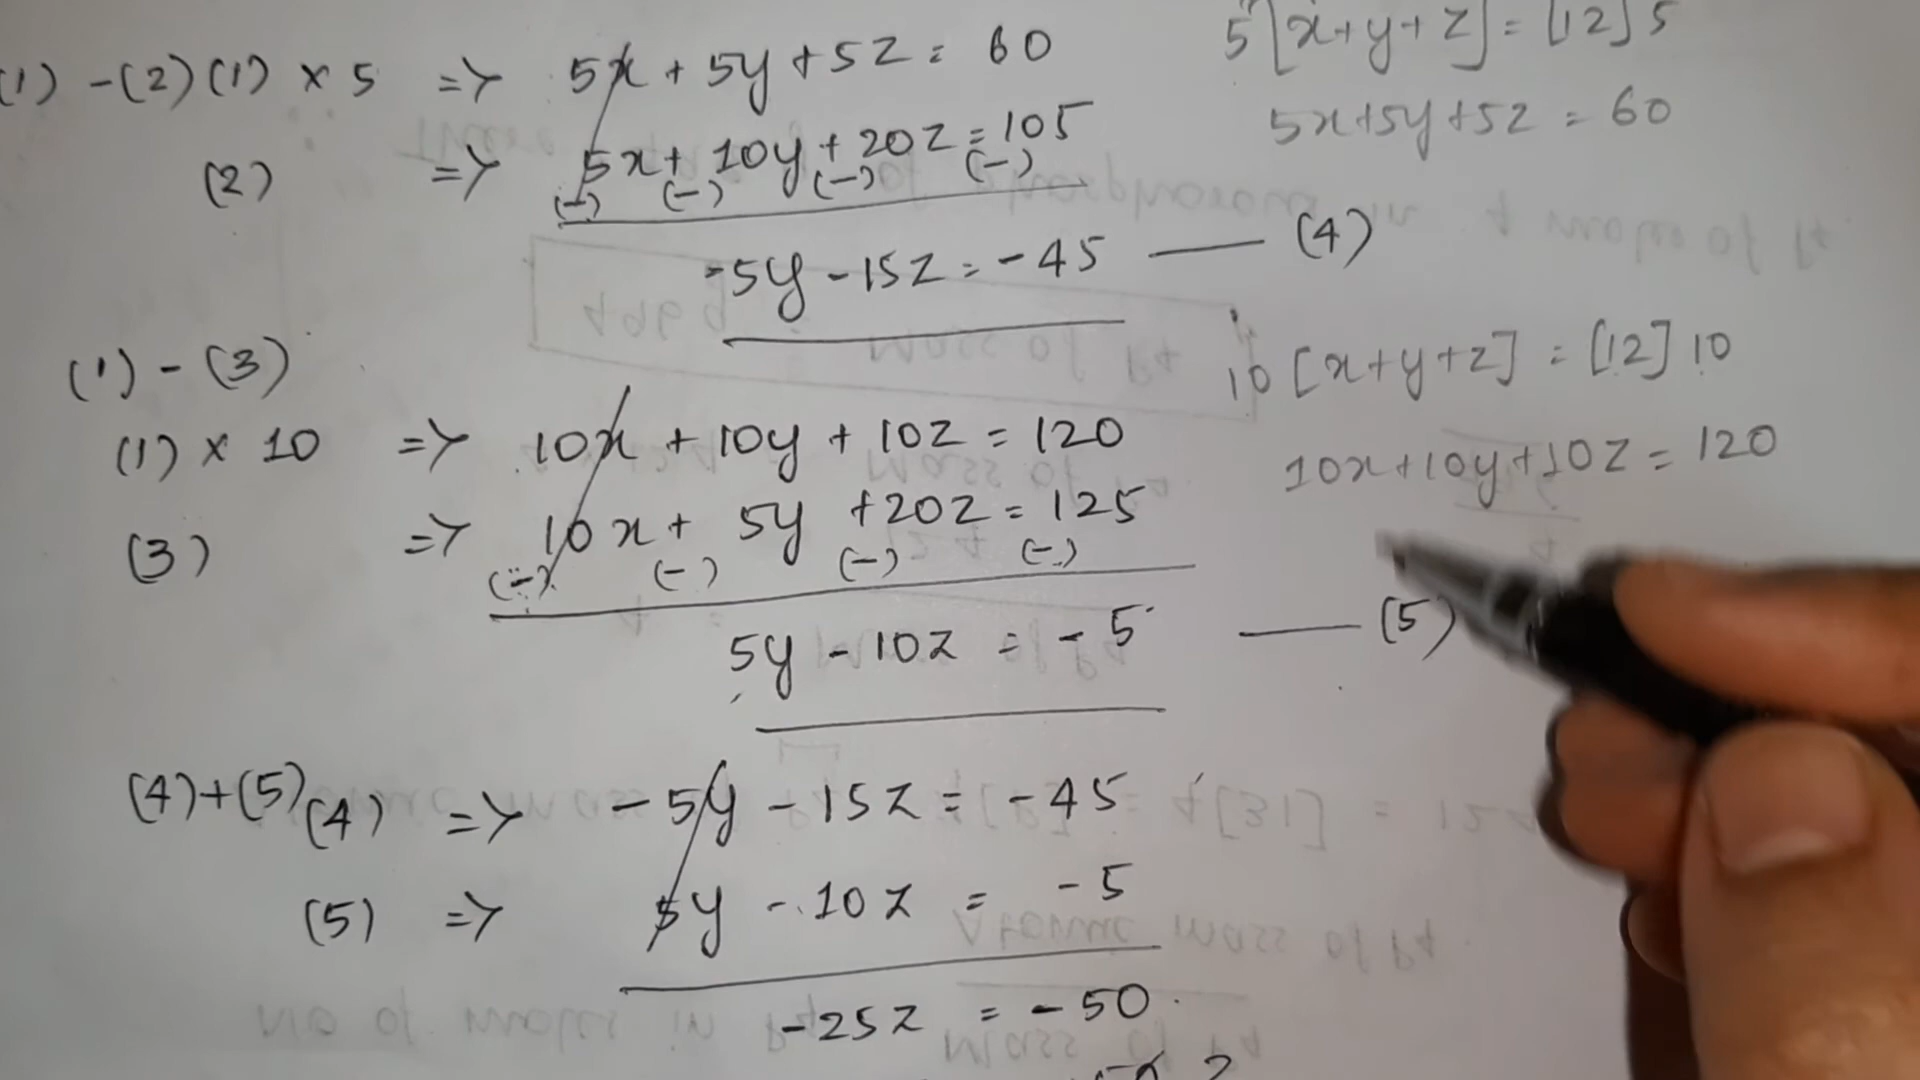 (1) - (2) (1) × 5 => 5x + 5y + 5z = 60
(2) => 5x + 10y + 20z = 105
(-) (-) (-) (-)
-5y - 15z = -45 —— (4)
5[x+y+z] = [12]5
5x+5y+5z = 60
(1) - (3)
(1) × 10 => 10x + 10y + 10z = 120
(3) => 10x + 5y + 20z = 125
(-) (-) (-) (-)
5y - 10z = -5 —— (5)
10[x+y+z] = [12]10
10x+10y+10z = 120
(4)+(5) (4) => -5y - 15z = -45
(5) => 5y - 10z = -5
-25z = -50